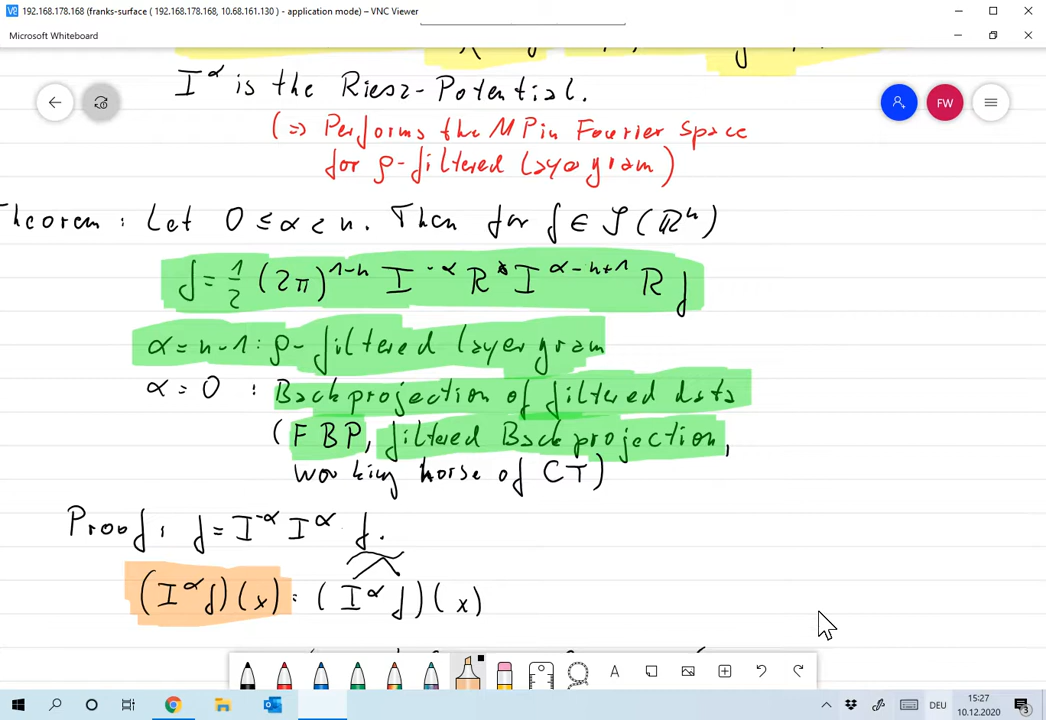 192.168.178.168 (franks-surface ( 192.168.178.168, 10.68.161.130 ) - application mode) - VNC Viewer
Microsoft Whiteboard
I^α is the Riesz-Potential.
FW
(=> Performs the MP in Fourier Space
for ρ-filtered layergram)
Theorem: Let 0 ≤ α < n. Then for f ∈ S(ℝ^n)
f = 1/2 (2π)^{1-n} I^{-α} R* I^{α-n+1} R f
α = n-1: ρ-filtered layergram
α = 0 : Backprojection of filtered data
(FBP, filtered Backprojection,
working horse of CT)
Proof: f = I^{-α} I^α f.
(I^α f)(x) = (I^α f)(x)
A
DEU
15:27
10.12.2020
3